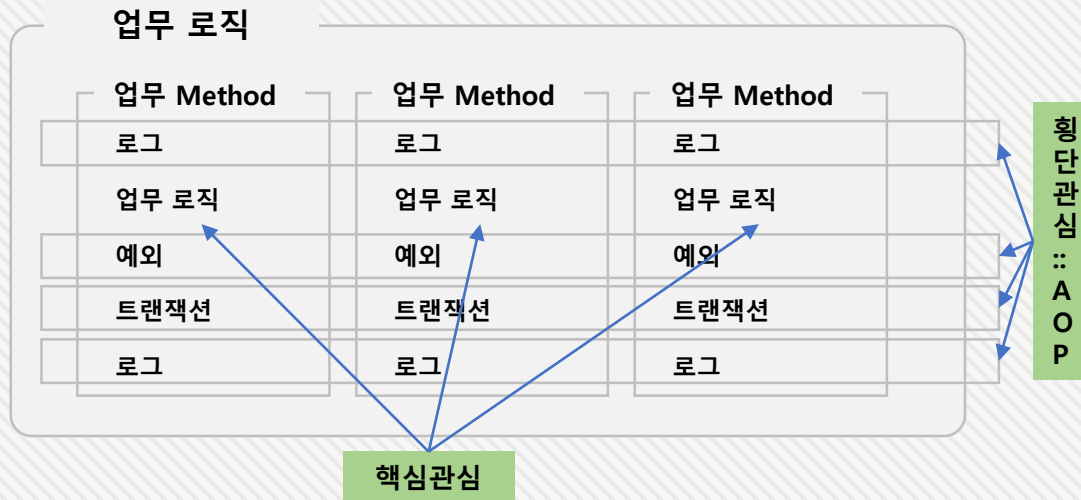 업무 로직
업무 Method 업무 Method 업무 Method
로그 로그 로그
업무 로직 업무 로직 업무 로직
예외 예외 예외
트랜잭션 트랜잭션 트랜잭션
로그 로그 로그
핵심관심
횡단관심::AOP